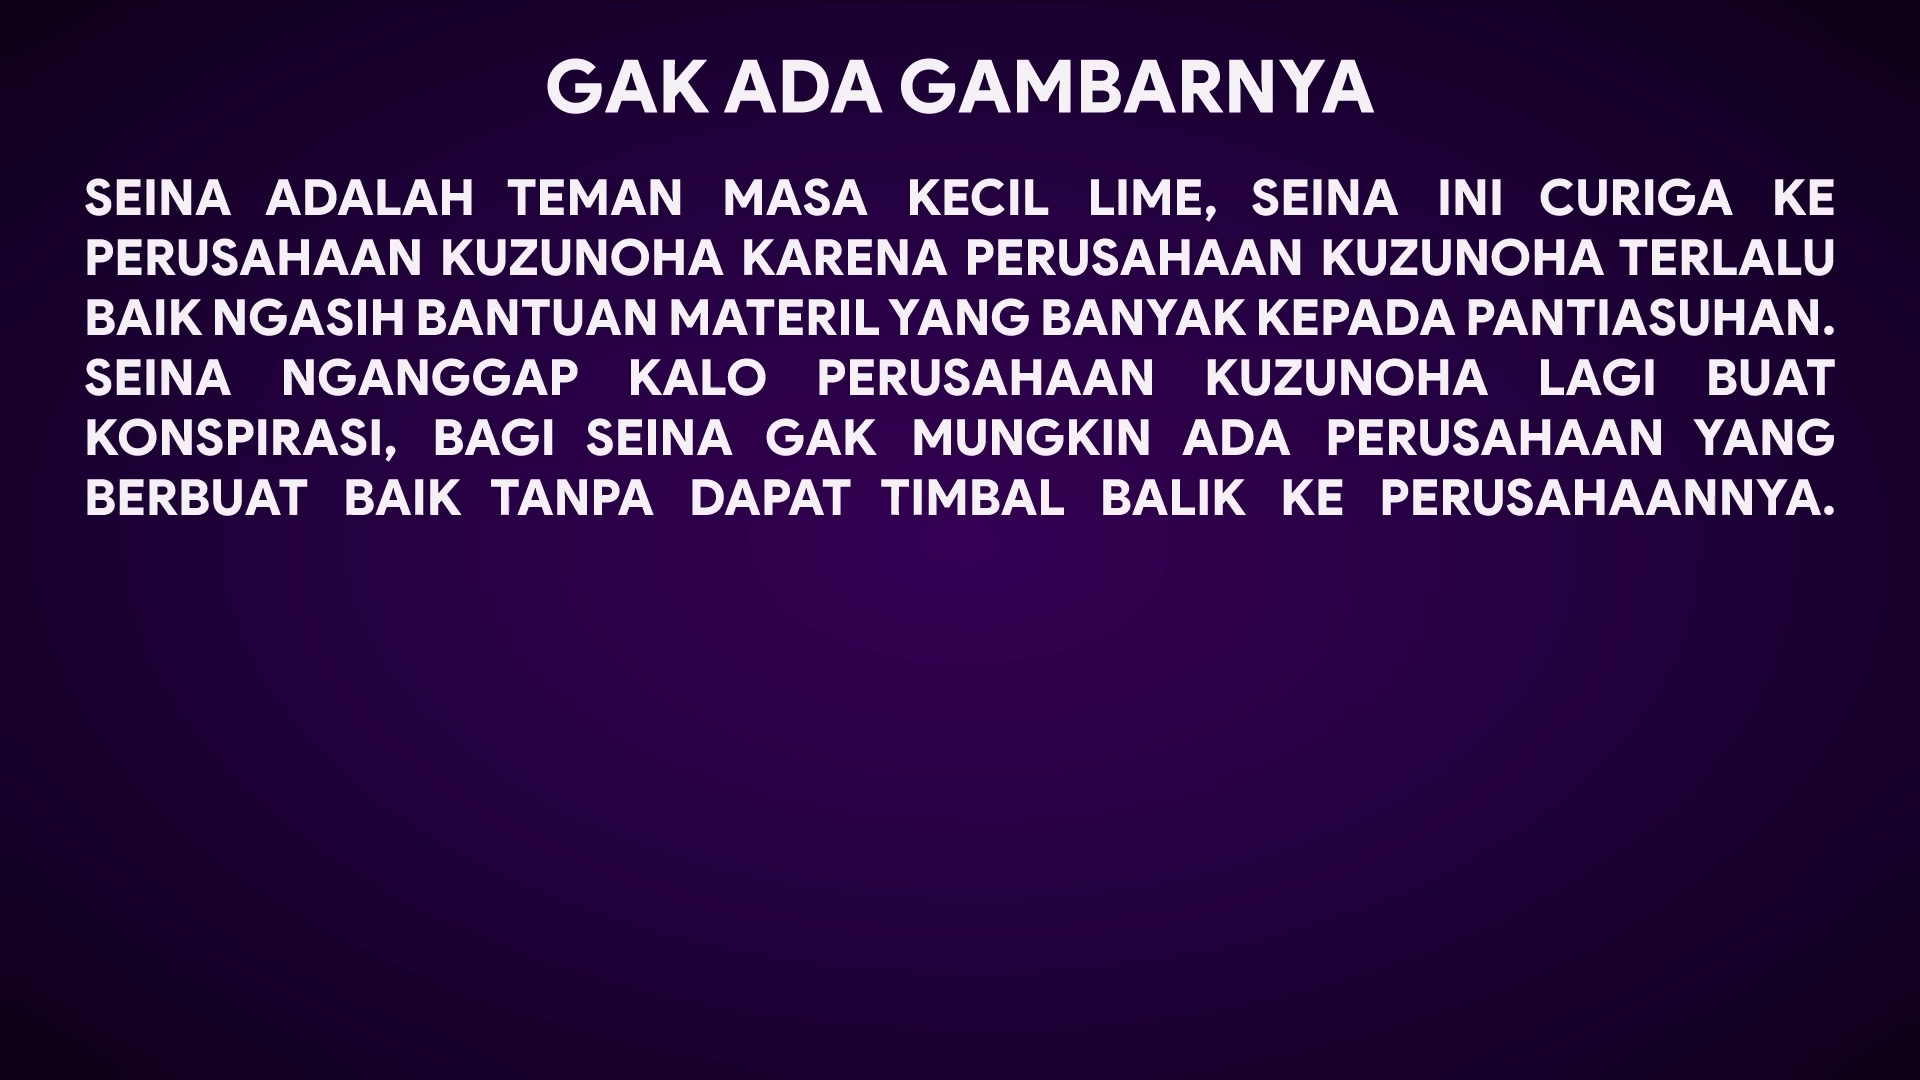 GAK ADA GAMBARNYA
SEINA ADALAH TEMAN MASA KECIL LIME, SEINA INI CURIGA KE
PERUSAHAAN KUZUNOHA KARENA PERUSAHAAN KUZUNOHA TERLALU
BAIK NGASIH BANTUAN MATERIL YANG BANYAK KEPADA PANTIASUHAN.
SEINA NGANGGAP KALO PERUSAHAAN KUZUNOHA LAGI BUAT
KONSPIRASI, BAGI SEINA GAK MUNGKIN ADA PERUSAHAAN YANG
BERBUAT BAIK TANPA DAPAT TIMBAL BALIK KE PERUSAHAANNYA.